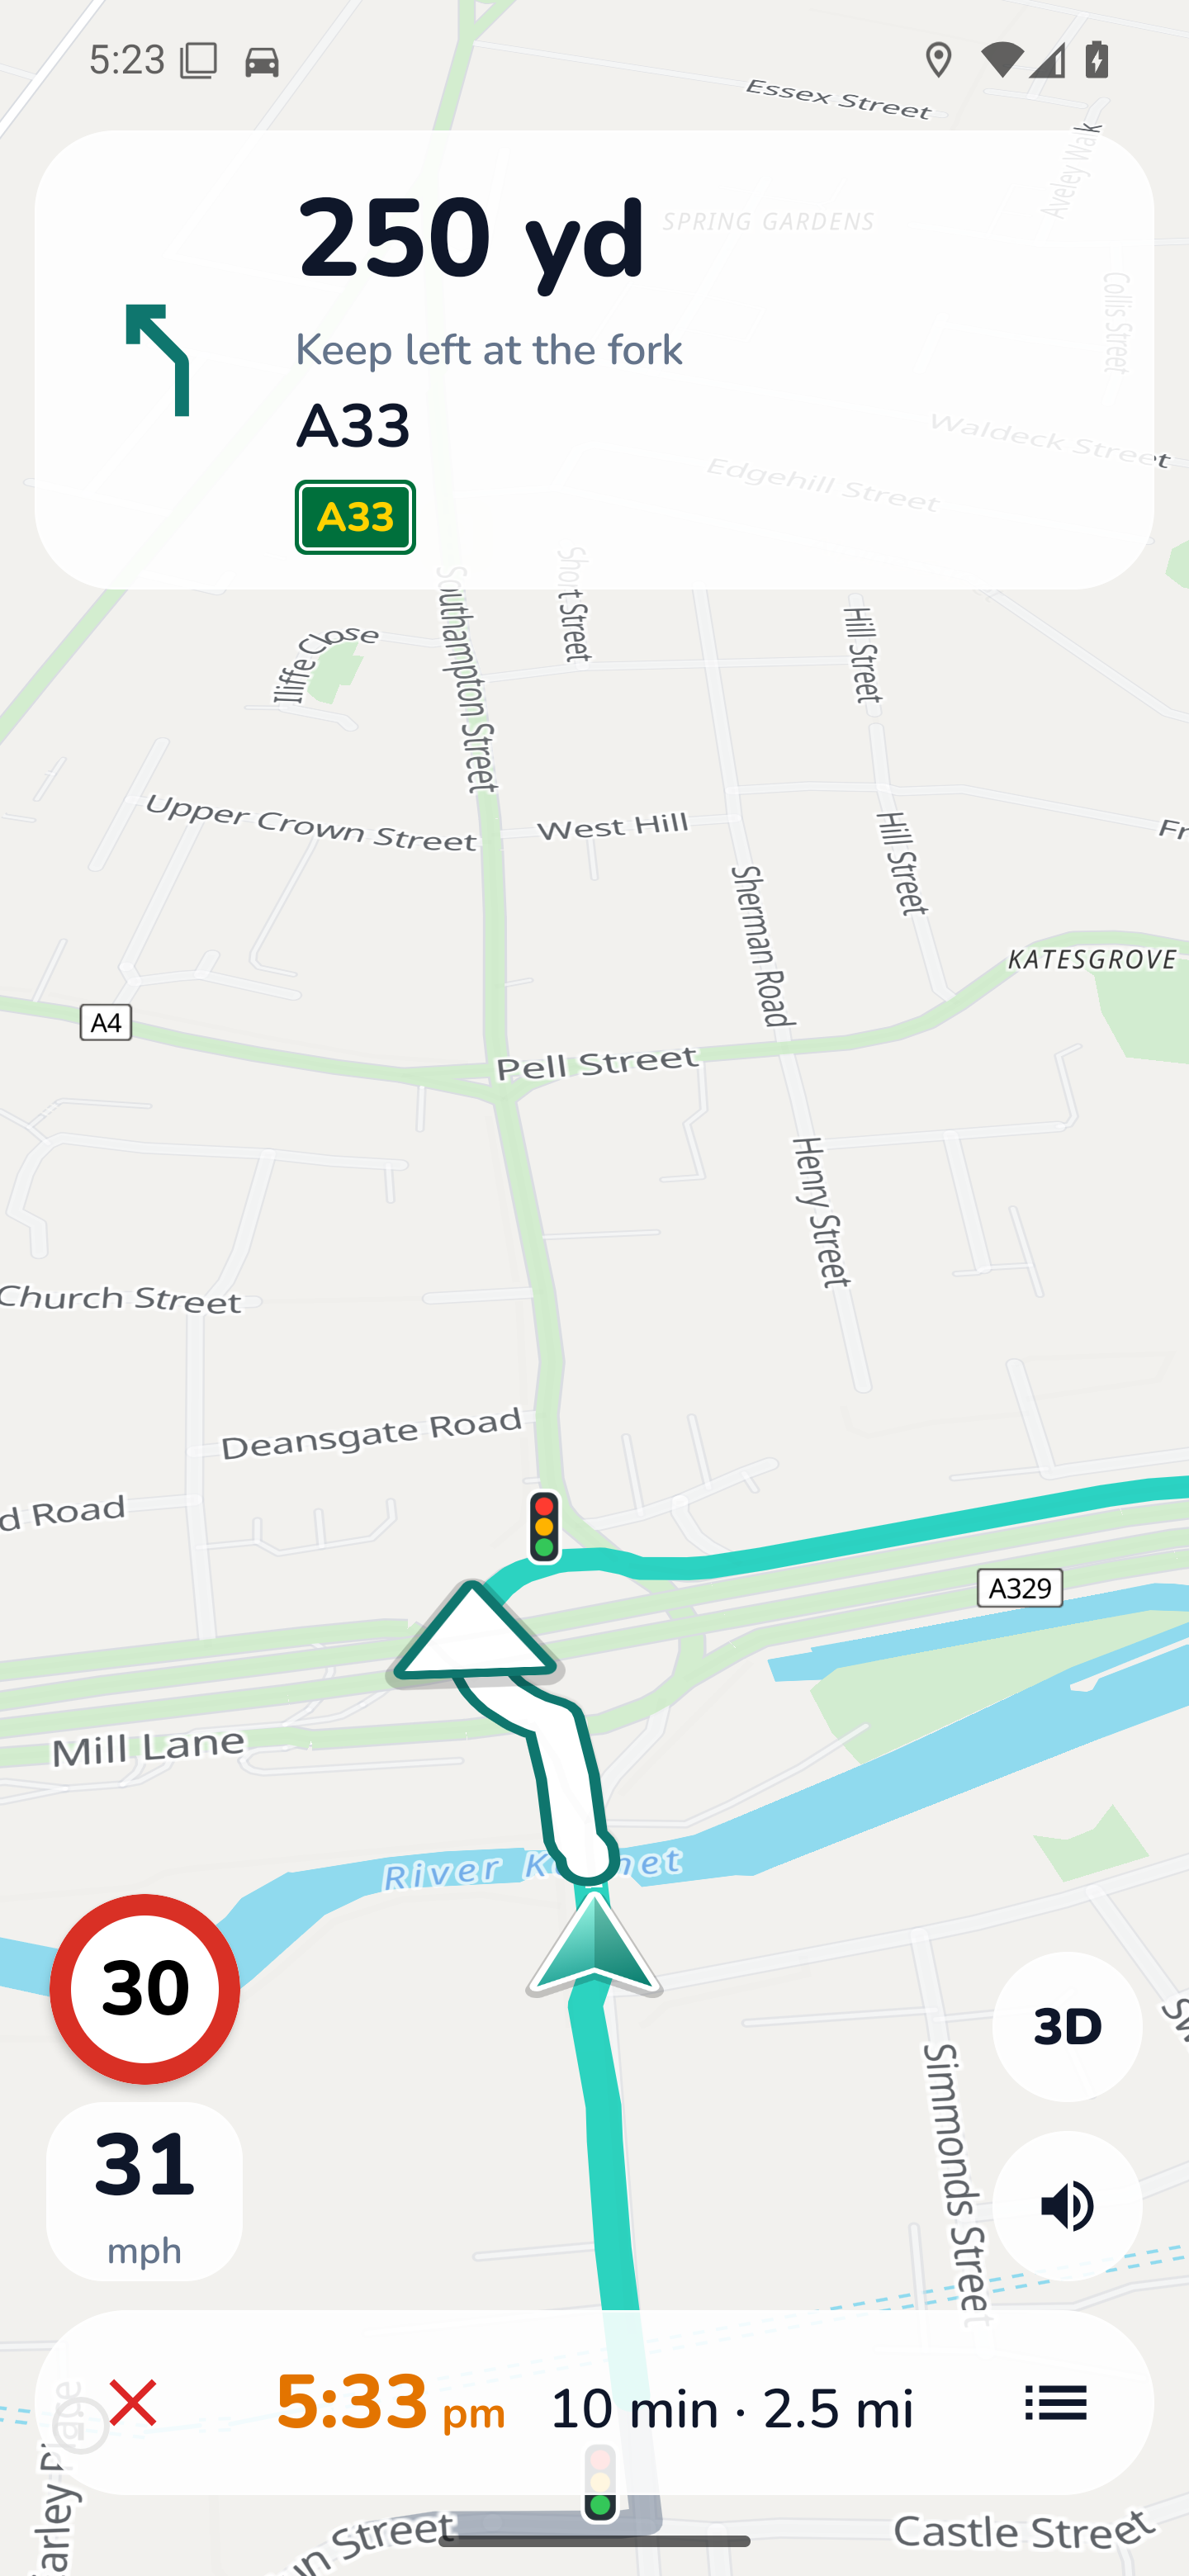 5:23
Essex Street
Aveley Walk
250 yd
SPRING GARDENS
Collis Street
Keep left at the fork
A33
Waldeck Street
Edgehill Street
A33
Southampton Street
Short Street
Hill Street
Iliffe Close
Upper Crown Street
West Hill
Hill Street
Fr
Sherman Road
KATESGROVE
A4
Pell Street
Henry Street
Church Street
Deansgate Road
d Road
A329
Mill Lane
River
30
3D
Simmonds Street
31
mph
5:33 pm
10 min · 2.5 mi
Street
Castle Street